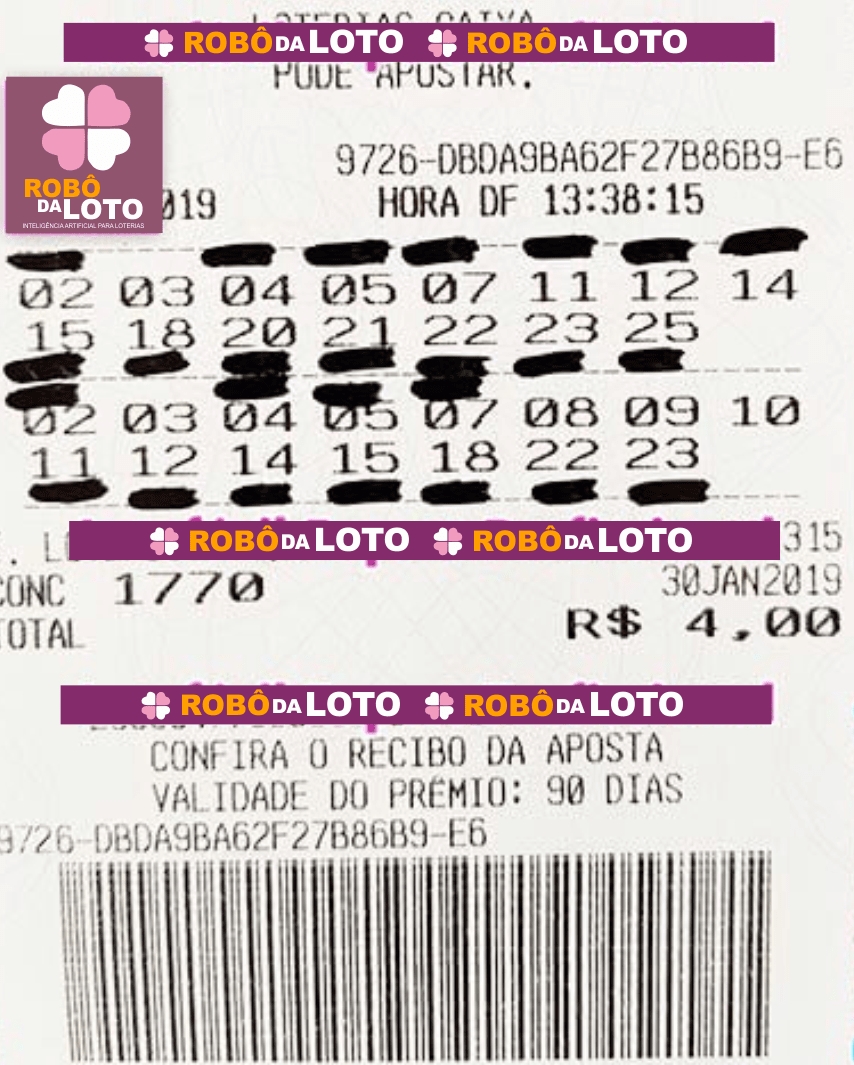 LOTERIAS CAIXA
ROBÔ DA LOTO ROBÔ DA LOTO
PODE APOSTAR.
9726-DBDA9BA62F27B86B9-E6
ROBÔ
DA LOTO
INTELIGÊNCIA ARTIFICIAL PARA LOTERIAS
019 HORA DF 13:38:15
02 03 04 05 07 11 12 14
15 18 20 21 22 23 25
02 03 04 05 07 08 09 10
11 12 14 15 18 22 23
ROBÔ DA LOTO ROBÔ DA LOTO
315
CONC 1770 30JAN2019
TOTAL R$ 4,00
ROBÔ DA LOTO ROBÔ DA LOTO
CONFIRA O RECIBO DA APOSTA
VALIDADE DO PRÊMIO: 90 DIAS
9726-DBDA9BA62F27B86B9-E6